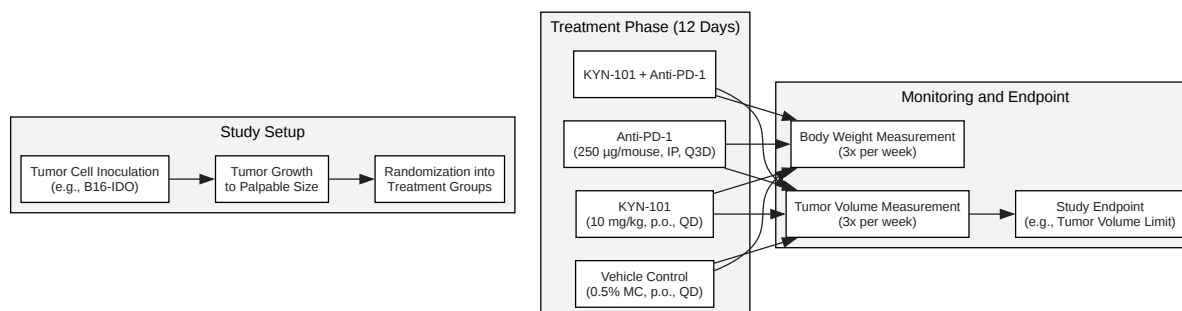 Study Setup
Tumor Cell Inoculation
(e.g., B16-IDO)
Tumor Growth
to Palpable Size
Randomization into
Treatment Groups
Treatment Phase (12 Days)
KYN-101 + Anti-PD-1
Anti-PD-1
(250 µg/mouse, IP, Q3D)
KYN-101
(10 mg/kg, p.o., QD)
Vehicle Control
(0.5% MC, p.o., QD)
Monitoring and Endpoint
Body Weight Measurement
(3x per week)
Tumor Volume Measurement
(3x per week)
Study Endpoint
(e.g., Tumor Volume Limit)